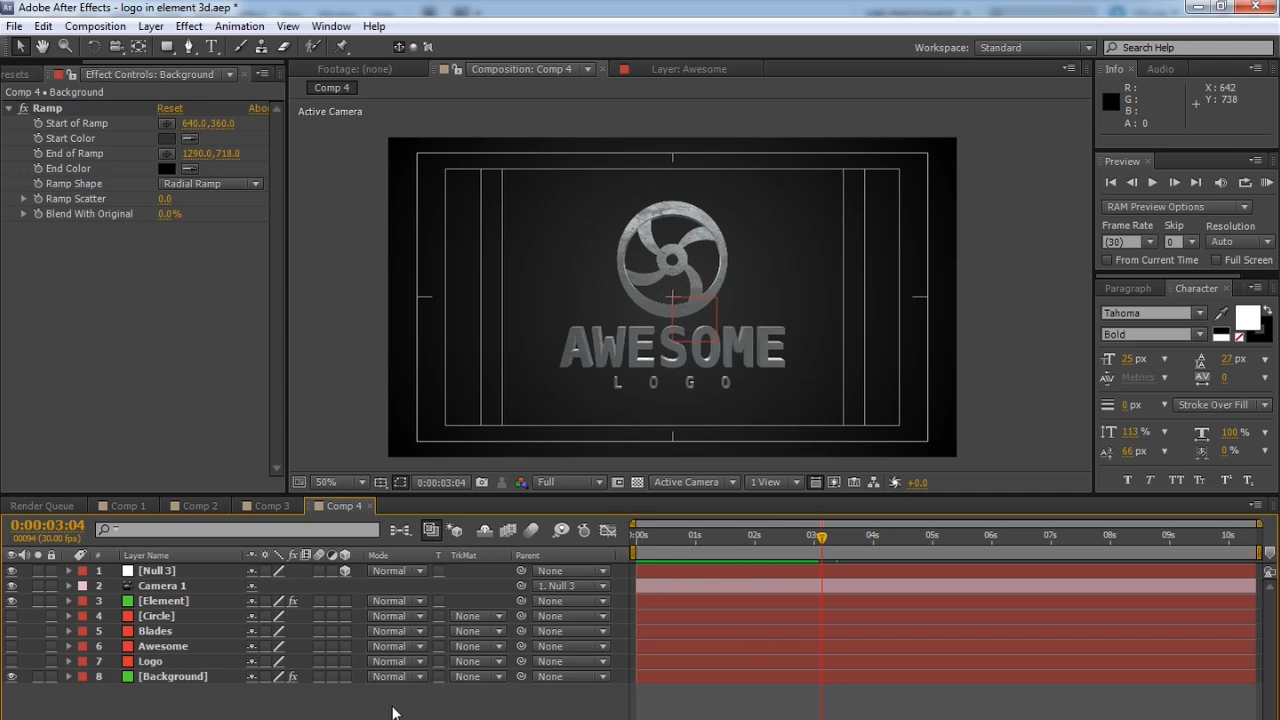 Adobe After Effects - logo in element 3d.aep *
File Edit Composition Layer Effect Animation View Window Help
Workspace: Standard Search Help
resets Effect Controls: Background
Comp 4 • Background
fx Ramp Reset Abo
Start of Ramp 640.0,360.0
Start Color
End of Ramp 1290.0,718.0
End Color
Ramp Shape Radial Ramp
Ramp Scatter 0.0
Blend With Original 0.0%
Footage: (none) Composition: Comp 4 Layer: Awesome
Comp 4
Active Camera
AWESOME
LOGO
50% 0:00:03:04 Full Active Camera 1 View +0.0
Info Audio
R: X: 642
G: Y: 738
B:
A: 0
Preview
RAM Preview Options
Frame Rate Skip Resolution
(30) 0 Auto
From Current Time Full Screen
Paragraph Character
Tahoma
Bold
25 px 27 px
Metrics 0
0 px Stroke Over Fill
113 % 100 %
66 px 0 %
T T TT Tr T¹ T₁
Render Queue Comp 1 Comp 2 Comp 3 Comp 4
0:00:03:04
00094 (30.00 fps)
:00s 01s 02s 03s 04s 05s 06s 07s 08s 09s 10s
# Layer Name fx Mode T TrkMat Parent
1 [Null 3] Normal None
2 Camera 1 1. Null 3
3 [Element] fx Normal None
4 [Circle] Normal None None
5 Blades Normal None None
6 Awesome Normal None None
7 Logo Normal None None
8 [Background] fx Normal None None